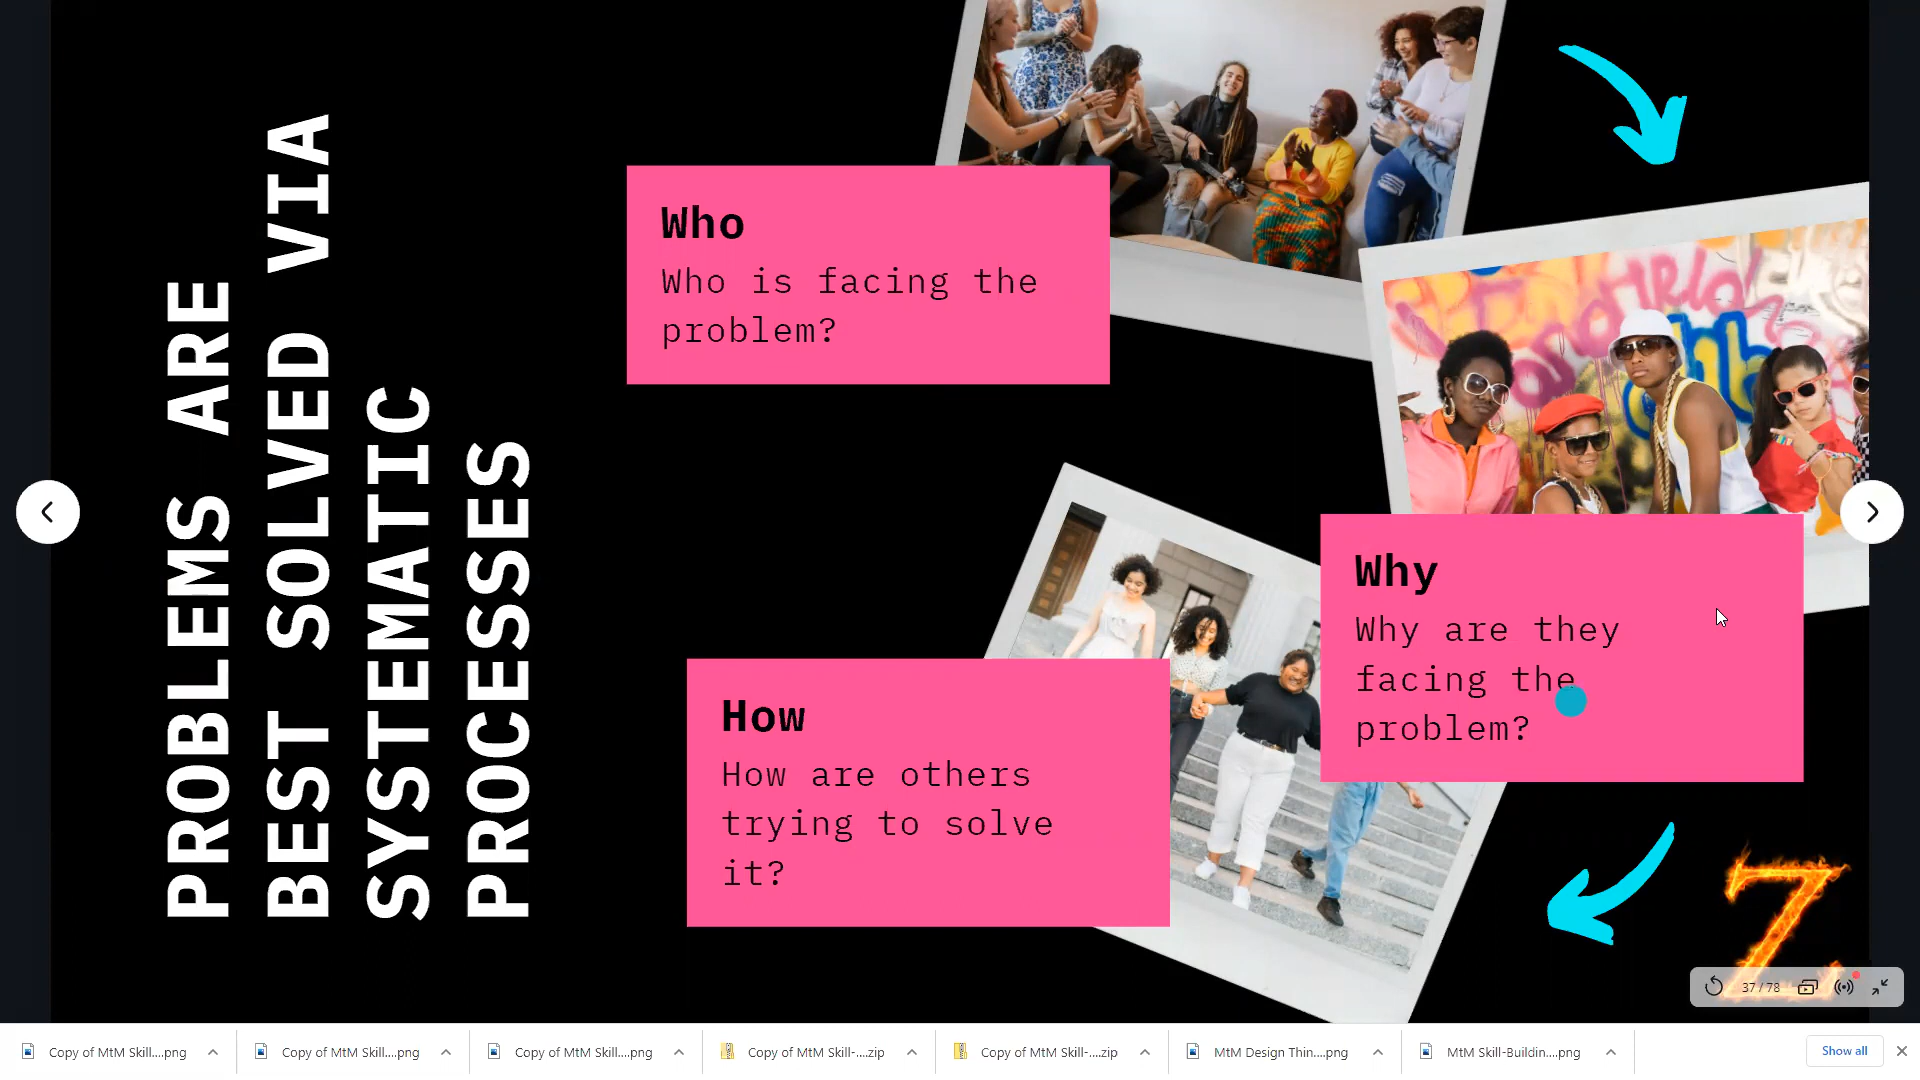 PROBLEMS ARE
BEST SOLVED VIA
SYSTEMATIC
PROCESSES
Who
Who is facing the
problem?
Why
Why are they
facing the
problem?
How
How are others
trying to solve
it?
Z
37 / 78
Copy of MtM Skill....png
Copy of MtM Skill....png
Copy of MtM Skill....png
Copy of MtM Skill-....zip
Copy of MtM Skill-....zip
MtM Design Thin....png
MtM Skill-Buildin....png
Show all